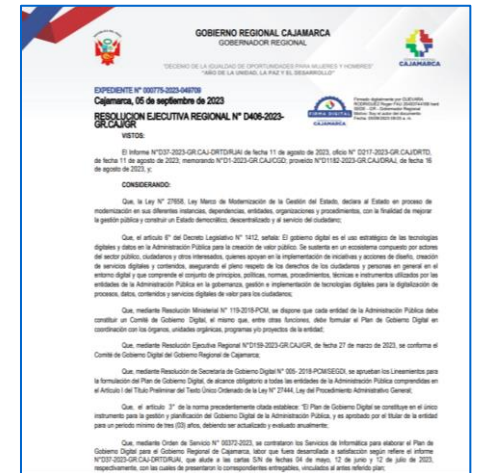 GOBIERNO REGIONAL CAJAMARCA
GOBERNADOR REGIONAL
CAJAMARCA
"DECENIO DE LA IGUALDAD DE OPORTUNIDADES PARA MUJERES Y HOMBRES"
"AÑO DE LA UNIDAD, LA PAZ Y EL DESARROLLO"
EXPEDIENTE N° 000775-2023-049709
Cajamarca, 05 de septiembre de 2023
RESOLUCION EJECUTIVA REGIONAL N° D406-2023-
GR.CAJ/GR
FIRMA DIGITAL
CAJAMARCA
Firmado digitalmente por GUEVARA
VISTOS:
El Informe N°D37-2023-GR.CAJ-DRTD/RJAI de fecha 11 de agosto de 2023, oficio N° D217-2023-GR.CAJ/DRTD,
de fecha 11 de agosto de 2023; memorando N°D1-2023-GR.CAJ/CGD; proveido N°D1182-2023-GR.CAJ/DRAJ, de fecha 16
de agosto de 2023, y;
CONSIDERANDO:
Que, la Ley N° 27658, Ley Marco de Modernización de la Gestión del Estado, declara al Estado en proceso de
modernización en sus diferentes instancias, dependencias, entidades, organizaciones y procedimientos, con la finalidad de mejorar
la gestión pública y construir un Estado democrático, descentralizado y al servicio del ciudadano;
Que, el artículo 6° del Decreto Legislativo N° 1412, señala: El gobierno digital es el uso estratégico de las tecnologías
digitales y datos en la Administración Pública para la creación de valor público. Se sustenta en un ecosistema compuesto por actores
del sector público, ciudadanos y otros interesados, quienes apoyan en la implementación de iniciativas y acciones de diseño, creación
de servicios digitales y contenidos, asegurando el pleno respeto de los derechos de los ciudadanos y personas en general en el
entorno digital y que comprende el conjunto de principios, políticas, normas, procedimientos, técnicas e instrumentos utilizados por las
entidades de la Administración Pública en la gobernanza, gestión e implementación de tecnologías digitales para la digitalización de
procesos, datos, contenidos y servicios digitales de valor para los ciudadanos;
Que, mediante Resolución Ministerial N° 119-2018-PCM, se dispone que cada entidad de la Administración Pública debe
constituir un Comité de Gobierno Digital, el mismo que, entre otras funciones, debe formular el Plan de Gobierno Digital en
coordinación con los órganos, unidades orgánicas, programas y/o proyectos de la entidad;
Que, mediante Resolución Ejecutiva Regional N°D159-2023-GR.CAJ/GR, de fecha 27 de marzo de 2023, se conforma el
Comité de Gobierno Digital del Gobierno Regional de Cajamarca;
Que, mediante Resolución de Secretaría de Gobierno Digital N° 005- 2018-PCM/SEGDI, se aprueban los Lineamientos para
la formulación del Plan de Gobierno Digital, de alcance obligatorio a todas las entidades de la Administración Pública comprendidas en
el Artículo I del Título Preliminar del Texto Único Ordenado de la Ley N° 27444, Ley del Procedimiento Administrativo General;
Que, el artículo 3° de la norma precedentemente citada establece: "El Plan de Gobierno Digital se constituye en el único
instrumento para la gestión y planificación del Gobierno Digital de la Administración Pública, y es aprobado por el titular de la entidad
para un periodo mínimo de tres (03) años, debiendo ser actualizado y evaluado anualmente;
Que, mediante Orden de Servicio N° 00372-2023, se contrataron los Servicios de Informática para elaborar el Plan de
Gobierno Digital para el Gobierno Regional de Cajamarca, labor que fuera desarrollada a satisfacción según refiere el informe
N°D37-2023-GR.CAJ-DRTD/RJAI, que adjunta las cartas S/N de fechas 04 de mayo, 12 de junio y 12 de julio de 2023,
respectivamente, con las cuales de presentaron lo correspondientes entregables, vinculados al antes referido plan;